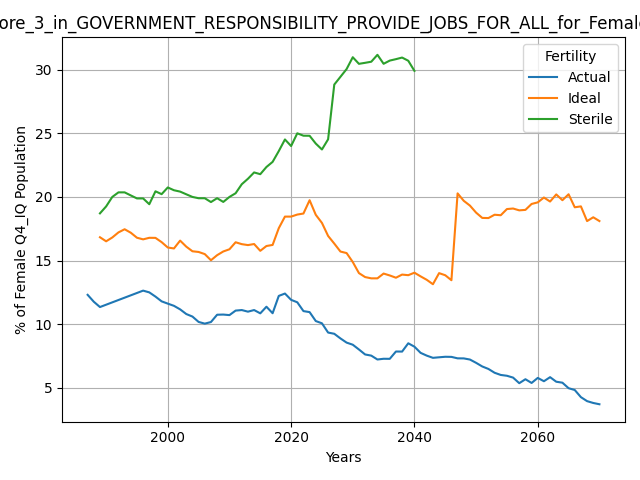 ore_3_in_GOVERNMENT_RESPONSIBILITY_PROVIDE_JOBS_FOR_ALL_for_Female
% of Female Q4_IQ Population
30
25
20
15
10
5
Fertility
Actual
Ideal
Sterile
2000 2020 2040 2060
Years